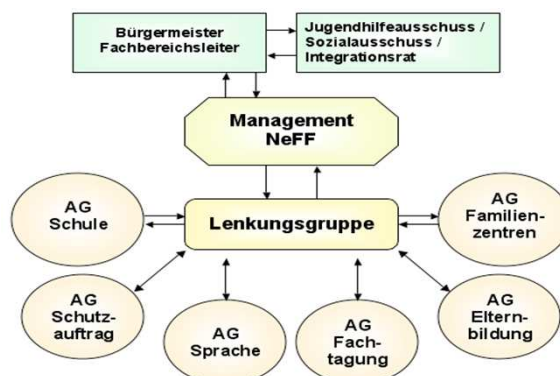 Bürgermeister
Fachbereichsleiter
Jugendhilfeausschuss /
Sozialausschuss /
Integrationsrat
Management
NeFF
AG
Schule
Lenkungsgruppe
AG
Familien-
zentren
AG
Schutz-
auftrag
AG
Sprache
AG
Fach-
tagung
AG
Eltern-
bildung